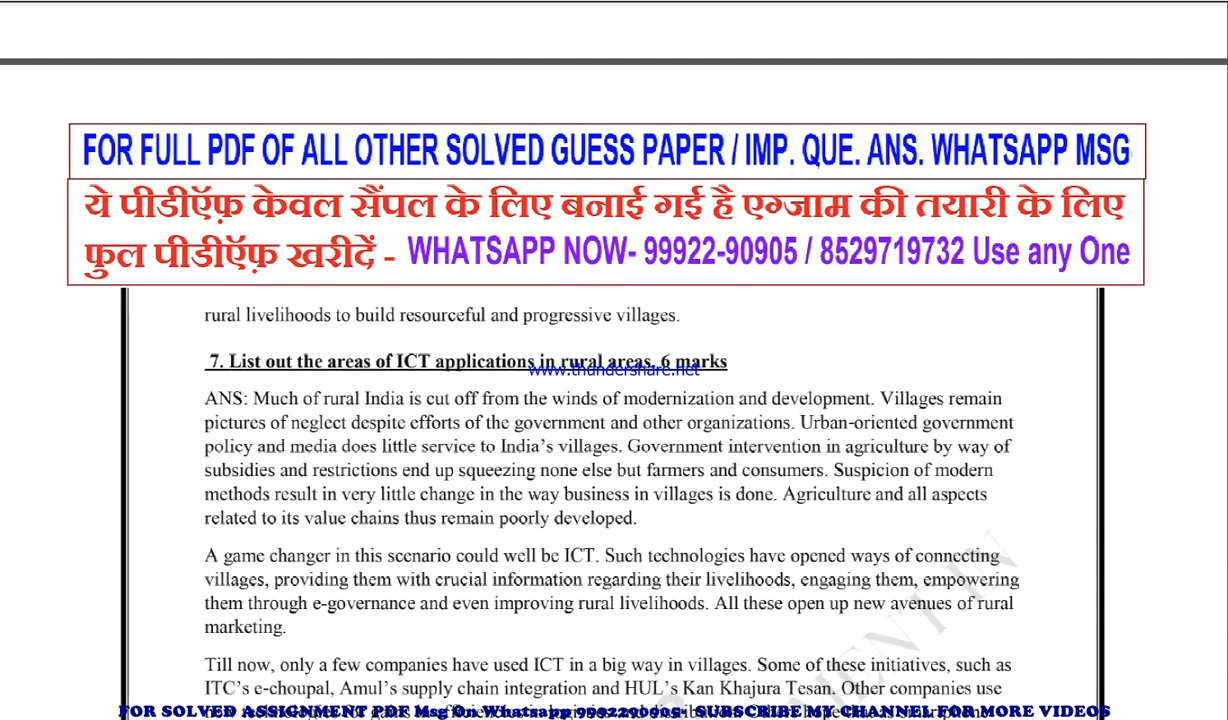 FOR FULL PDF OF ALL OTHER SOLVED GUESS PAPER / IMP. QUE. ANS. WHATSAPP MSG
ये पीडीऍफ़ केवल सैंपल के लिए बनाई गई है एग्जाम की तयारी के लिए
फुल पीडीऍफ़ खरीदें - WHATSAPP NOW- 99922-90905 / 8529719732 Use any One
rural livelihoods to build resourceful and progressive villages.
7. List out the areas of ICT applications in rural areas. 6 marks
www.thundershare.net
ANS: Much of rural India is cut off from the winds of modernization and development. Villages remain
pictures of neglect despite efforts of the government and other organizations. Urban-oriented government
policy and media does little service to India's villages. Government intervention in agriculture by way of
subsidies and restrictions end up squeezing none else but farmers and consumers. Suspicion of modern
methods result in very little change in the way business in villages is done. Agriculture and all aspects
related to its value chains thus remain poorly developed.
A game changer in this scenario could well be ICT. Such technologies have opened ways of connecting
villages, providing them with crucial information regarding their livelihoods, engaging them, empowering
them through e-governance and even improving rural livelihoods. All these open up new avenues of rural
marketing.
Till now, only a few companies have used ICT in a big way in villages. Some of these initiatives, such as
ITC's e-choupal, Amul's supply chain integration and HUL's Kan Khajura Tesan. Other companies use
FOR SOLVED ASSIGNMENT PDF Msg On Whatsapp 9992290905- SUBSCRIBE MY CHANNEL FOR MORE VIDEOS